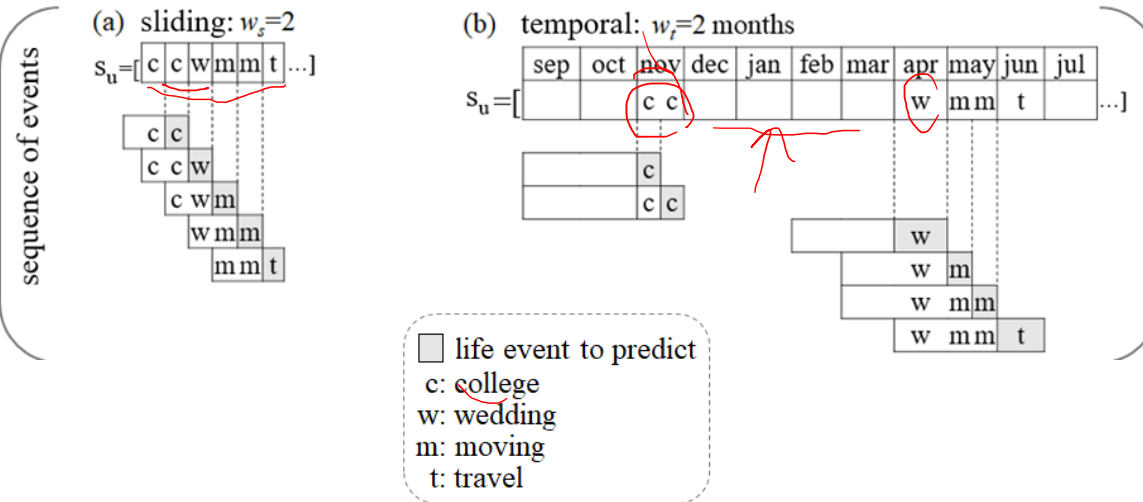 (a) sliding: wₛ=2
Sᵤ=[ c c w m m t ...]
c c
c c w
c w m
w m m
m m t
sequence of events
(b) temporal: wₜ=2 months
sep oct nov dec jan feb mar apr may jun jul
Sᵤ=[ c c w m m t ...]
c
c c
w
w m
w m m
w m m t
life event to predict
c: college
w: wedding
m: moving
t: travel